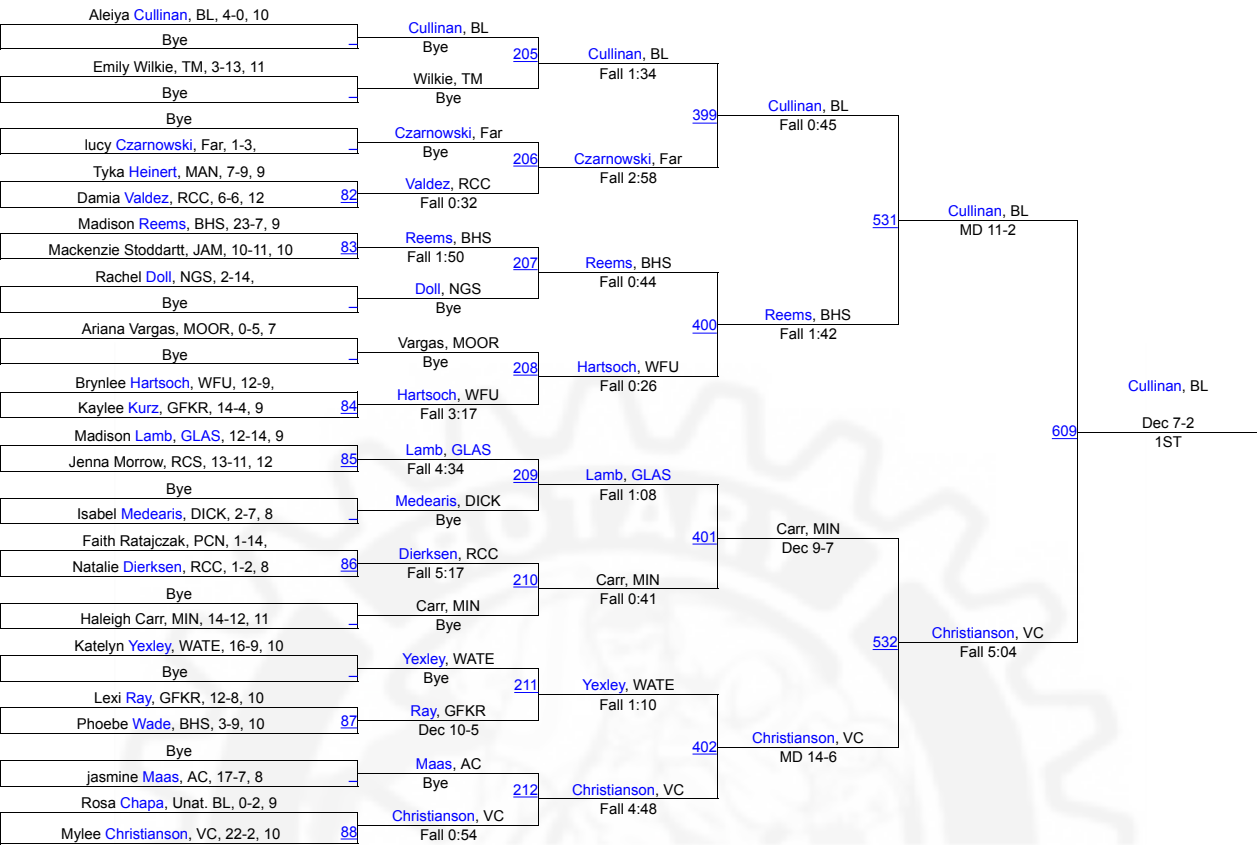 Aleiya Cullinan, BL, 4-0, 10
Bye
Emily Wilkie, TM, 3-13, 11
Bye
Bye
lucy Czarnowski, Far, 1-3,
Tyka Heinert, MAN, 7-9, 9
Damia Valdez, RCC, 6-6, 12
82
Madison Reems, BHS, 23-7, 9
Mackenzie Stoddartt, JAM, 10-11, 10
83
Rachel Doll, NGS, 2-14,
Bye
Ariana Vargas, MOOR, 0-5, 7
Bye
Brynlee Hartsoch, WFU, 12-9,
Kaylee Kurz, GFKR, 14-4, 9
84
Madison Lamb, GLAS, 12-14, 9
Jenna Morrow, RCS, 13-11, 12
85
Bye
Isabel Medearis, DICK, 2-7, 8
Faith Ratajczak, PCN, 1-14,
Natalie Dierksen, RCC, 1-2, 8
86
Bye
Haleigh Carr, MIN, 14-12, 11
Katelyn Yexley, WATE, 16-9, 10
Bye
Lexi Ray, GFKR, 12-8, 10
Phoebe Wade, BHS, 3-9, 10
87
Bye
jasmine Maas, AC, 17-7, 8
Rosa Chapa, Unat. BL, 0-2, 9
Mylee Christianson, VC, 22-2, 10
88
Cullinan, BL
Bye
205
Wilkie, TM
Bye
Czarnowski, Far
Bye
206
Valdez, RCC
Fall 0:32
Reems, BHS
Fall 1:50
207
Doll, NGS
Bye
Vargas, MOOR
Bye
208
Hartsoch, WFU
Fall 3:17
Lamb, GLAS
Fall 4:34
209
Medearis, DICK
Bye
Dierksen, RCC
Fall 5:17
210
Carr, MIN
Bye
Yexley, WATE
Bye
211
Ray, GFKR
Dec 10-5
Maas, AC
Bye
212
Christianson, VC
Fall 0:54
Cullinan, BL
Fall 1:34
399
Czarnowski, Far
Fall 2:58
Reems, BHS
Fall 0:44
400
Hartsoch, WFU
Fall 0:26
Lamb, GLAS
Fall 1:08
401
Carr, MIN
Fall 0:41
Yexley, WATE
Fall 1:10
402
Christianson, VC
Fall 4:48
Cullinan, BL
Fall 0:45
531
Reems, BHS
Fall 1:42
Carr, MIN
Dec 9-7
532
Christianson, VC
MD 14-6
Cullinan, BL
MD 11-2
609
Christianson, VC
Fall 5:04
Cullinan, BL
Dec 7-2
1ST
ROTARY